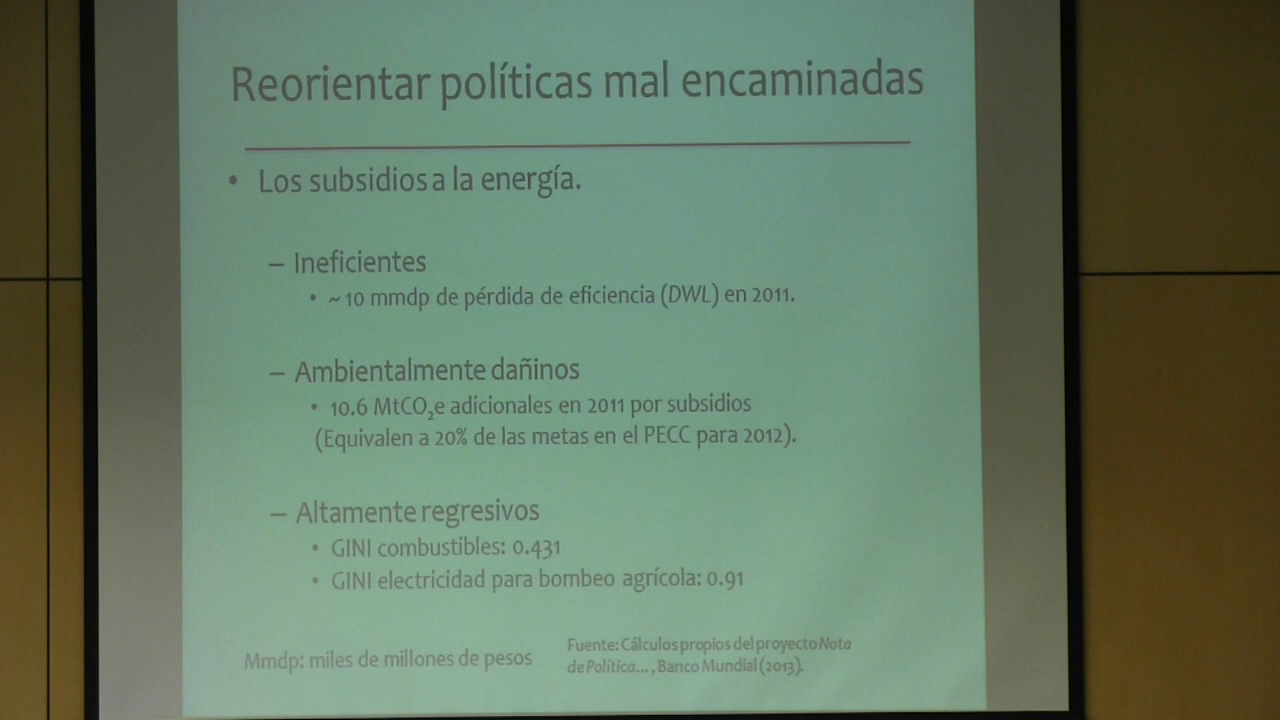 Reorientar políticas mal encaminadas
• Los subsidios a la energía.
– Ineficientes
• ~ 10 mmdp de pérdida de eficiencia (DWL) en 2011.
– Ambientalmente dañinos
• 10.6 MtCO₂e adicionales en 2011 por subsidios
(Equivalen a 20% de las metas en el PECC para 2012).
– Altamente regresivos
• GINI combustibles: 0.431
• GINI electricidad para bombeo agrícola: 0.91
Mmdp: miles de millones de pesos
Fuente: Cálculos propios del proyecto Nota
de Política..., Banco Mundial (2013).